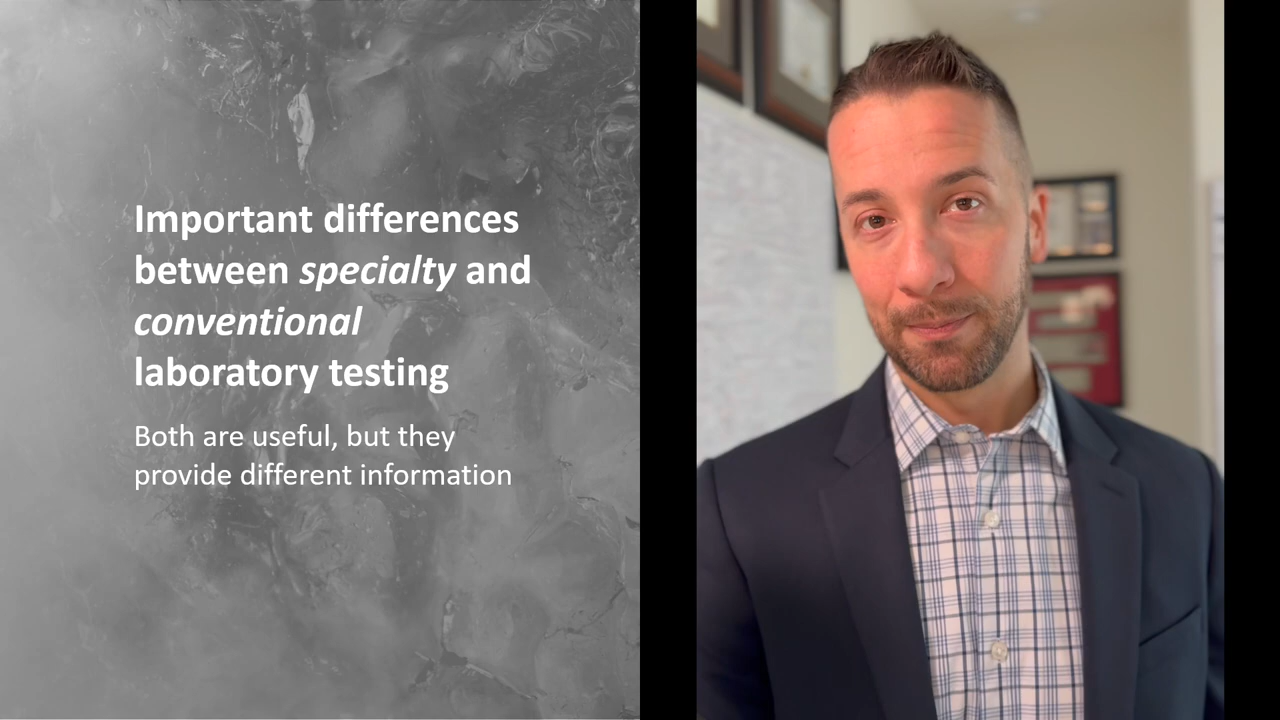 Important differences
between specialty and
conventional
laboratory testing
Both are useful, but they
provide different information